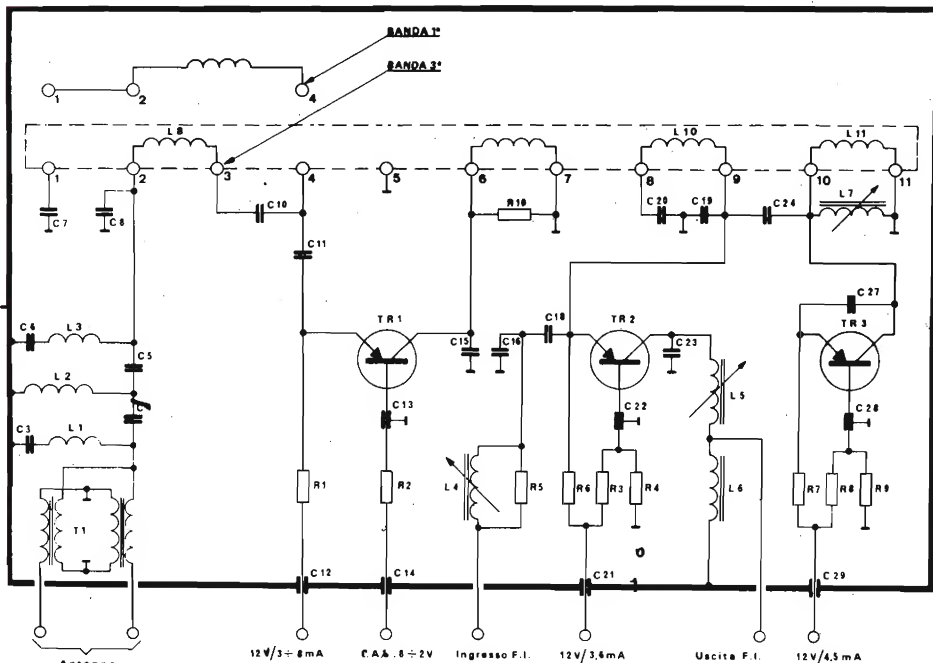 BANDA 1ª
BANDA 3ª
1 2 4
L8 L10 L11
1 2 3 4 5 6 7 8 9 10 11
L7
C7 C8 C10 R10 C20 C19 C24
C11
C27
C6 L3 TR1 C18 TR2 TR3
C5 C15 C16 C23
L2
L5
C3 L1 C13 C22 C28
T1 R1 R2 L4 R5 R6 R3 R4 L6 R7 R8 R9
C12 C14 C21 C29
Antenna 12V/3÷8mA C.A.G. 6÷2V Ingresso F.I. 12V/3,6mA Uscita F.I. 12V/4,5mA